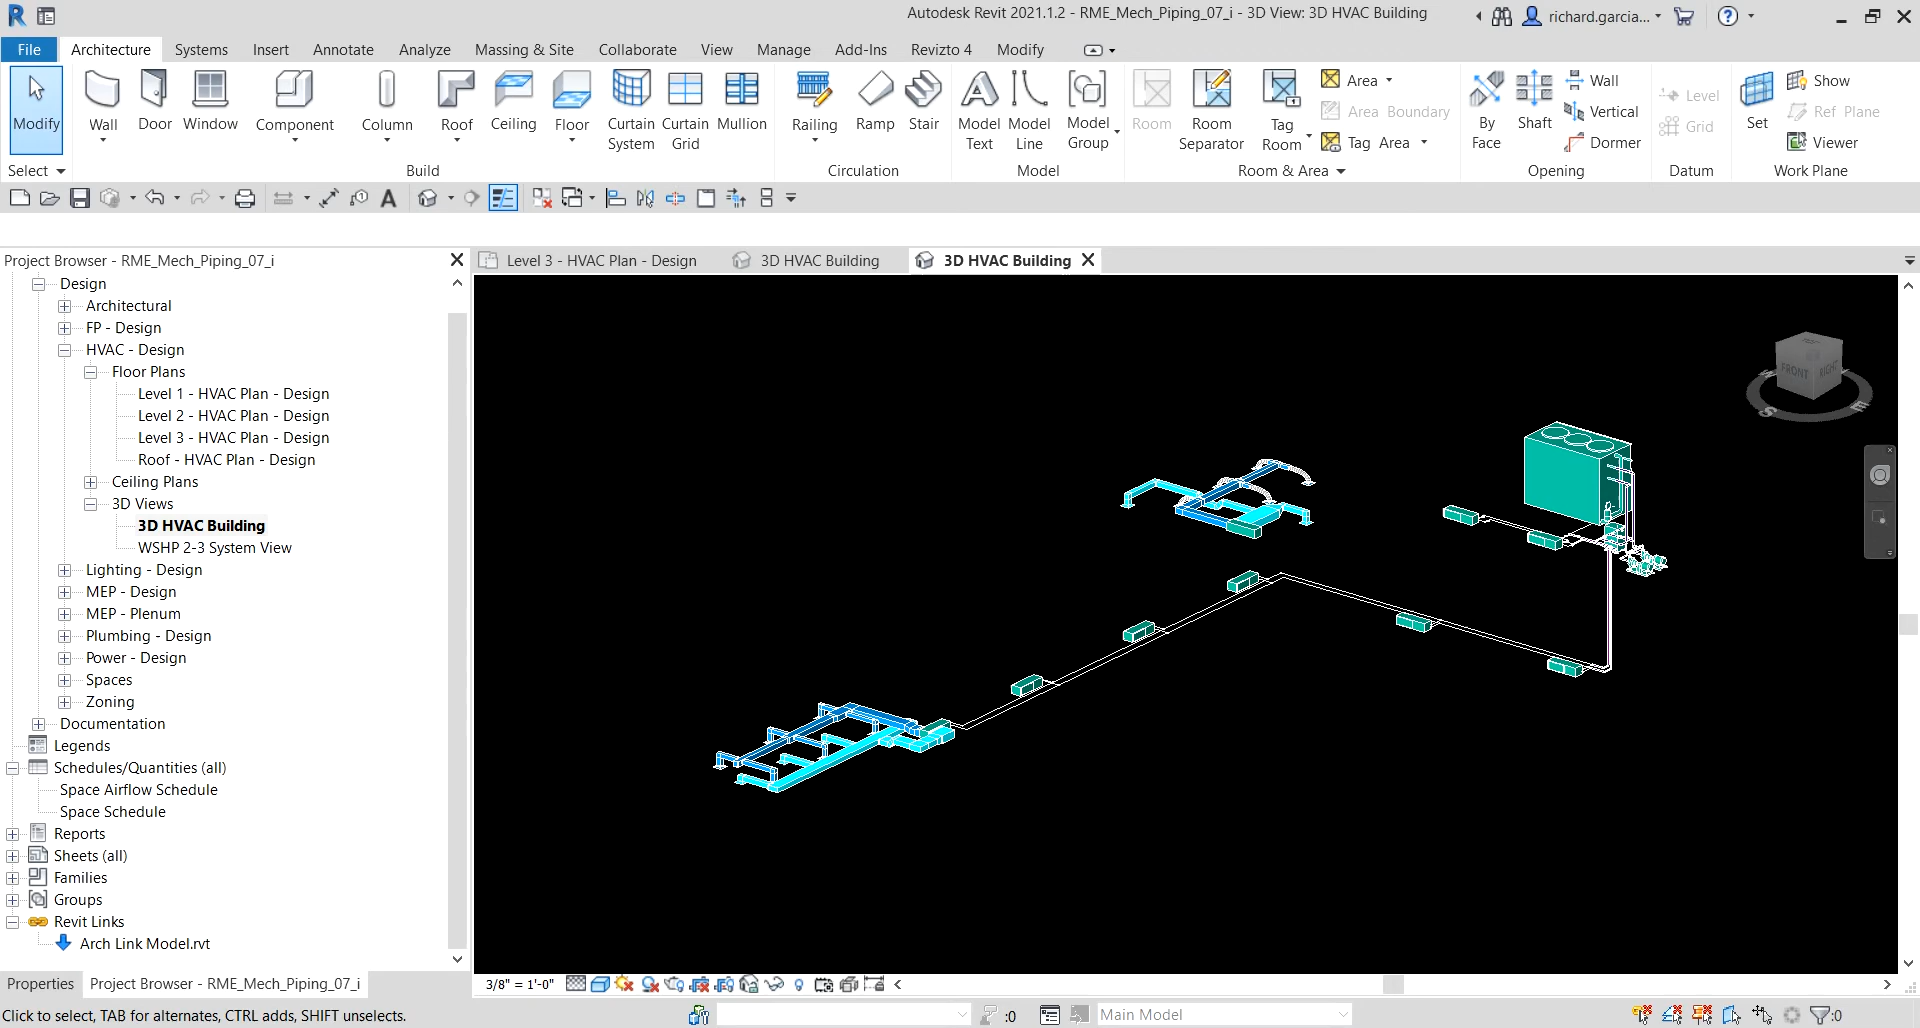 Autodesk Revit 2021.1.2 - RME_Mech_Piping_07_i - 3D View: 3D HVAC Building
richard.garcia...
File Architecture Systems Insert Annotate Analyze Massing & Site Collaborate View Manage Add-Ins Revizto 4 Modify
Modify Wall Door Window Component Column Roof Ceiling Floor Curtain System Curtain Grid Mullion Railing Ramp Stair Model Text Model Line Model Group Room Room Separator Tag Room
Area
Area Boundary
Tag Area
By Face Shaft
Wall
Vertical
Dormer
Level
Grid
Set
Show
Ref Plane
Viewer
Select Build Circulation Model Room & Area Opening Datum Work Plane
Project Browser - RME_Mech_Piping_07_i
Level 3 - HVAC Plan - Design 3D HVAC Building 3D HVAC Building
Design
Architectural
FP - Design
HVAC - Design
Floor Plans
Level 1 - HVAC Plan - Design
Level 2 - HVAC Plan - Design
Level 3 - HVAC Plan - Design
Roof - HVAC Plan - Design
Ceiling Plans
3D Views
3D HVAC Building
WSHP 2-3 System View
Lighting - Design
MEP - Design
MEP - Plenum
Plumbing - Design
Power - Design
Spaces
Zoning
Documentation
Legends
Schedules/Quantities (all)
Space Airflow Schedule
Space Schedule
Reports
Sheets (all)
Families
Groups
Revit Links
Arch Link Model.rvt
FRONT RIGHT
S E
Properties Project Browser - RME_Mech_Piping_07_i
3/8" = 1'-0"
Click to select, TAB for alternates, CTRL adds, SHIFT unselects.
:0 Main Model :0